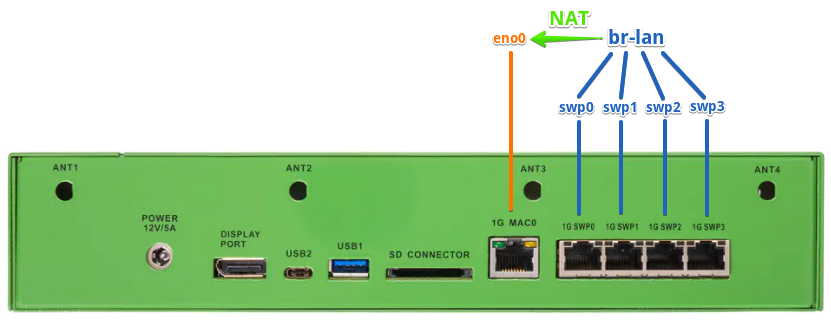 NAT
eno0
br-lan
swp0
swp1
swp2
swp3
ANT1
ANT2
ANT3
ANT4
POWER
12V/5A
DISPLAY
PORT
USB2
USB1
SD CONNECTOR
1G MAC0
1G SWP0
1G SWP1
1G SWP2
1G SWP3